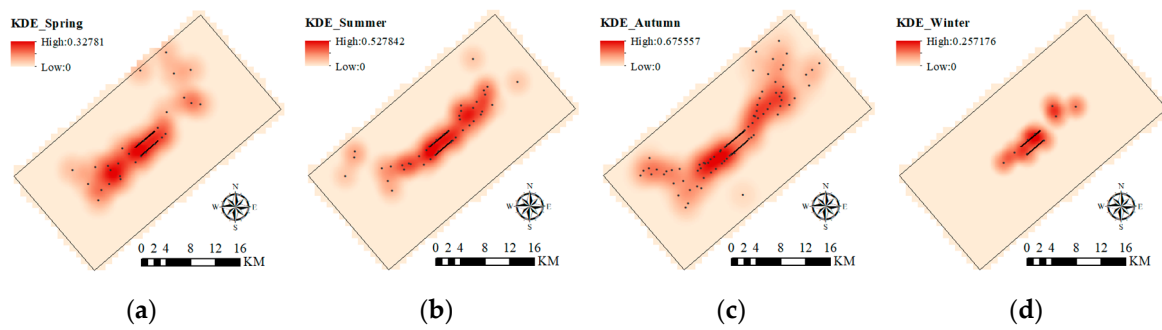 KDE_Spring
High:0.32781
Low:0
N
W E
S
0 2 4 8 12 16
KM
(a)
KDE_Summer
High:0.527842
Low:0
N
W E
S
0 2 4 8 12 16
KM
(b)
KDE_Autumn
High:0.675557
Low:0
N
W E
S
0 2 4 8 12 16
KM
(c)
KDE_Winter
High:0.257176
Low:0
N
W E
S
0 2 4 8 12 16
KM
(d)